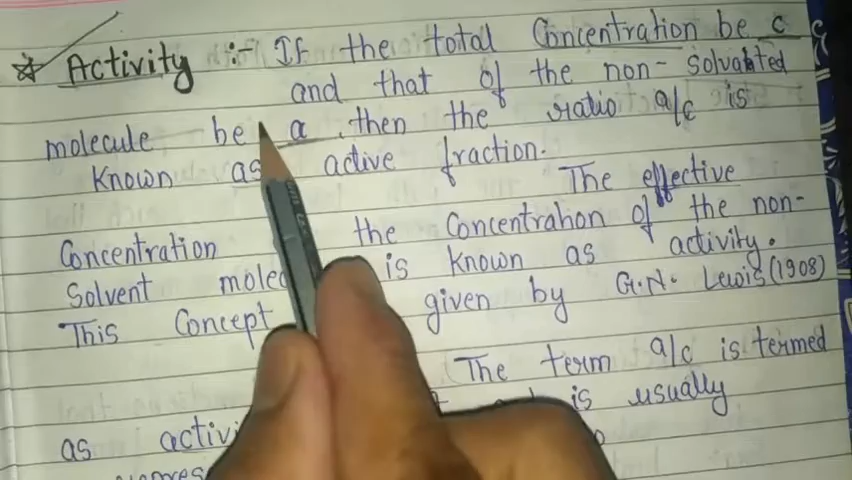 Activity :- If the total Concentration be c
and that of the non- solvated
molecule be a , then the ratio a/c is
known as active fraction.
The effective
Concentration the Concentration of the non-
Solvent is known as activity.
This Concept given by G.N. Lewis (1908)
The term a/c is termed
as is usually